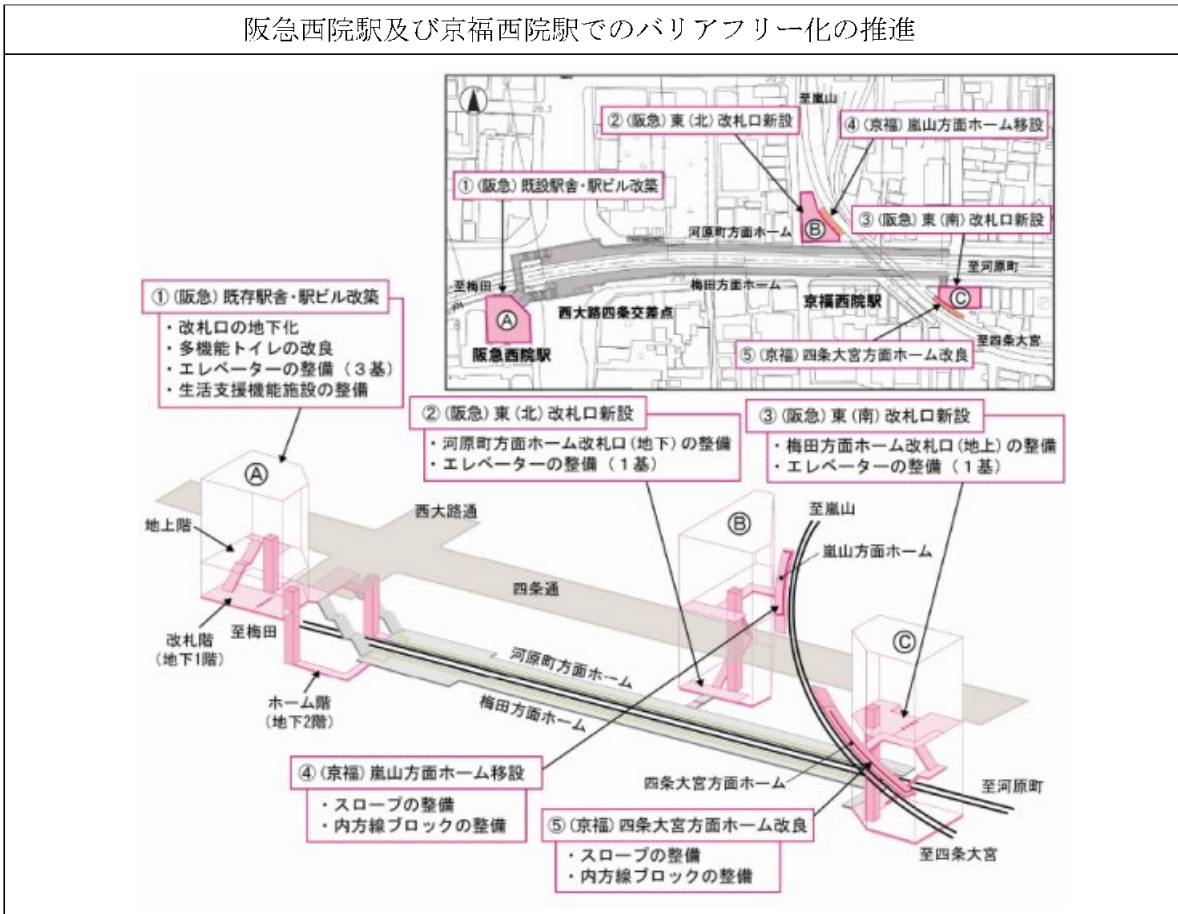 阪急西院駅及び京福西院駅でのバリアフリー化の推進
至嵐山
②(阪急)東(北)改札口新設
④(京福)嵐山方面ホーム移設
①(阪急)既設駅舎・駅ビル改築
③(阪急)東(南)改札口新設
Ⓑ
河原町方面ホーム
至河原町
至梅田
梅田方面ホーム
京福西院駅
Ⓒ
Ⓐ
西大路四条交差点
至四条大宮
阪急西院駅
⑤(京福)四条大宮方面ホーム改良
①(阪急)既存駅舎・駅ビル改築
・改札口の地下化
・多機能トイレの改良
・エレベーターの整備(3基)
・生活支援機能施設の整備
②(阪急)東(北)改札口新設
・河原町方面ホーム改札口(地下)の整備
・エレベーターの整備(1基)
③(阪急)東(南)改札口新設
・梅田方面ホーム改札口(地上)の整備
・エレベーターの整備(1基)
Ⓐ
西大路通
Ⓑ
至嵐山
地上階
嵐山方面ホーム
四条通
改札階
(地下1階)
至梅田
Ⓒ
河原町方面ホーム
ホーム階
(地下2階)
梅田方面ホーム
④(京福)嵐山方面ホーム移設
・スロープの整備
・内方線ブロックの整備
四条大宮方面ホーム
至河原町
⑤(京福)四条大宮方面ホーム改良
・スロープの整備
・内方線ブロックの整備
至四条大宮